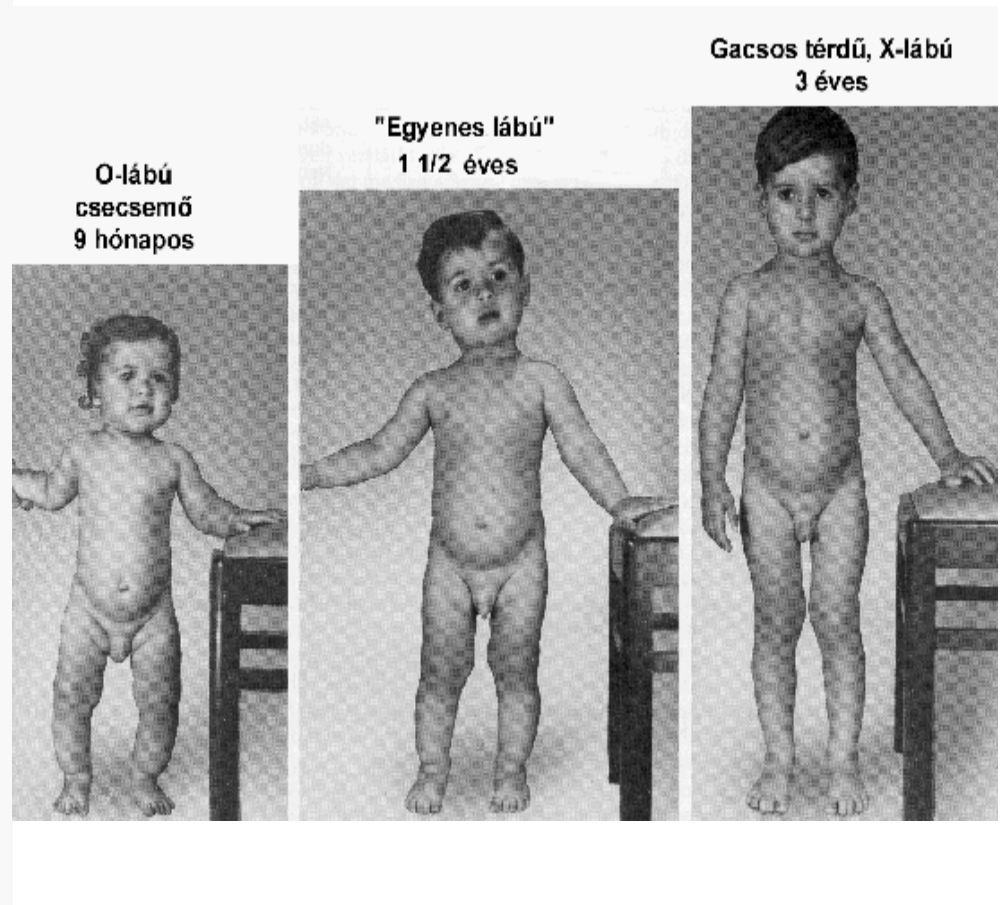 O-lábú
csecsemő
9 hónapos
"Egyenes lábú"
1 1/2 éves
Gacsos térdű, X-lábú
3 éves